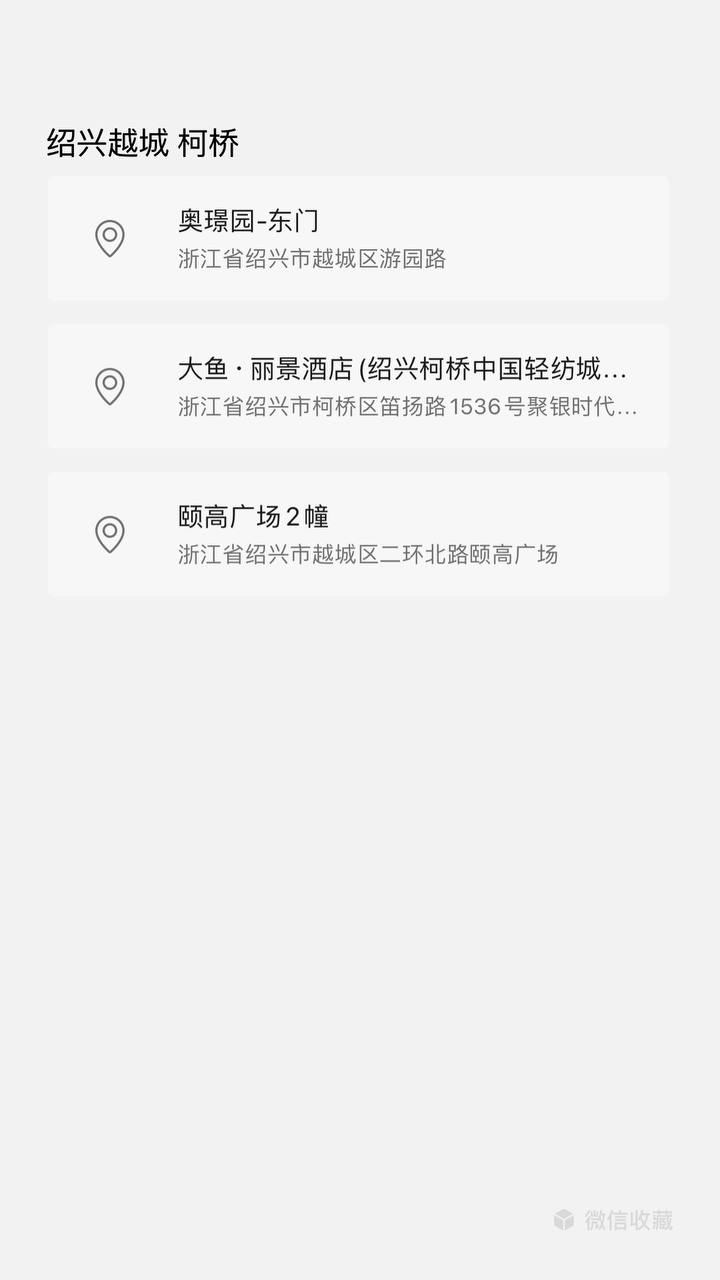 绍兴越城 柯桥
奥璟园-东门
浙江省绍兴市越城区游园路
大鱼·丽景酒店(绍兴柯桥中国轻纺城...
浙江省绍兴市柯桥区笛扬路1536号聚银时代...
颐高广场2幢
浙江省绍兴市越城区二环北路颐高广场
微信收藏